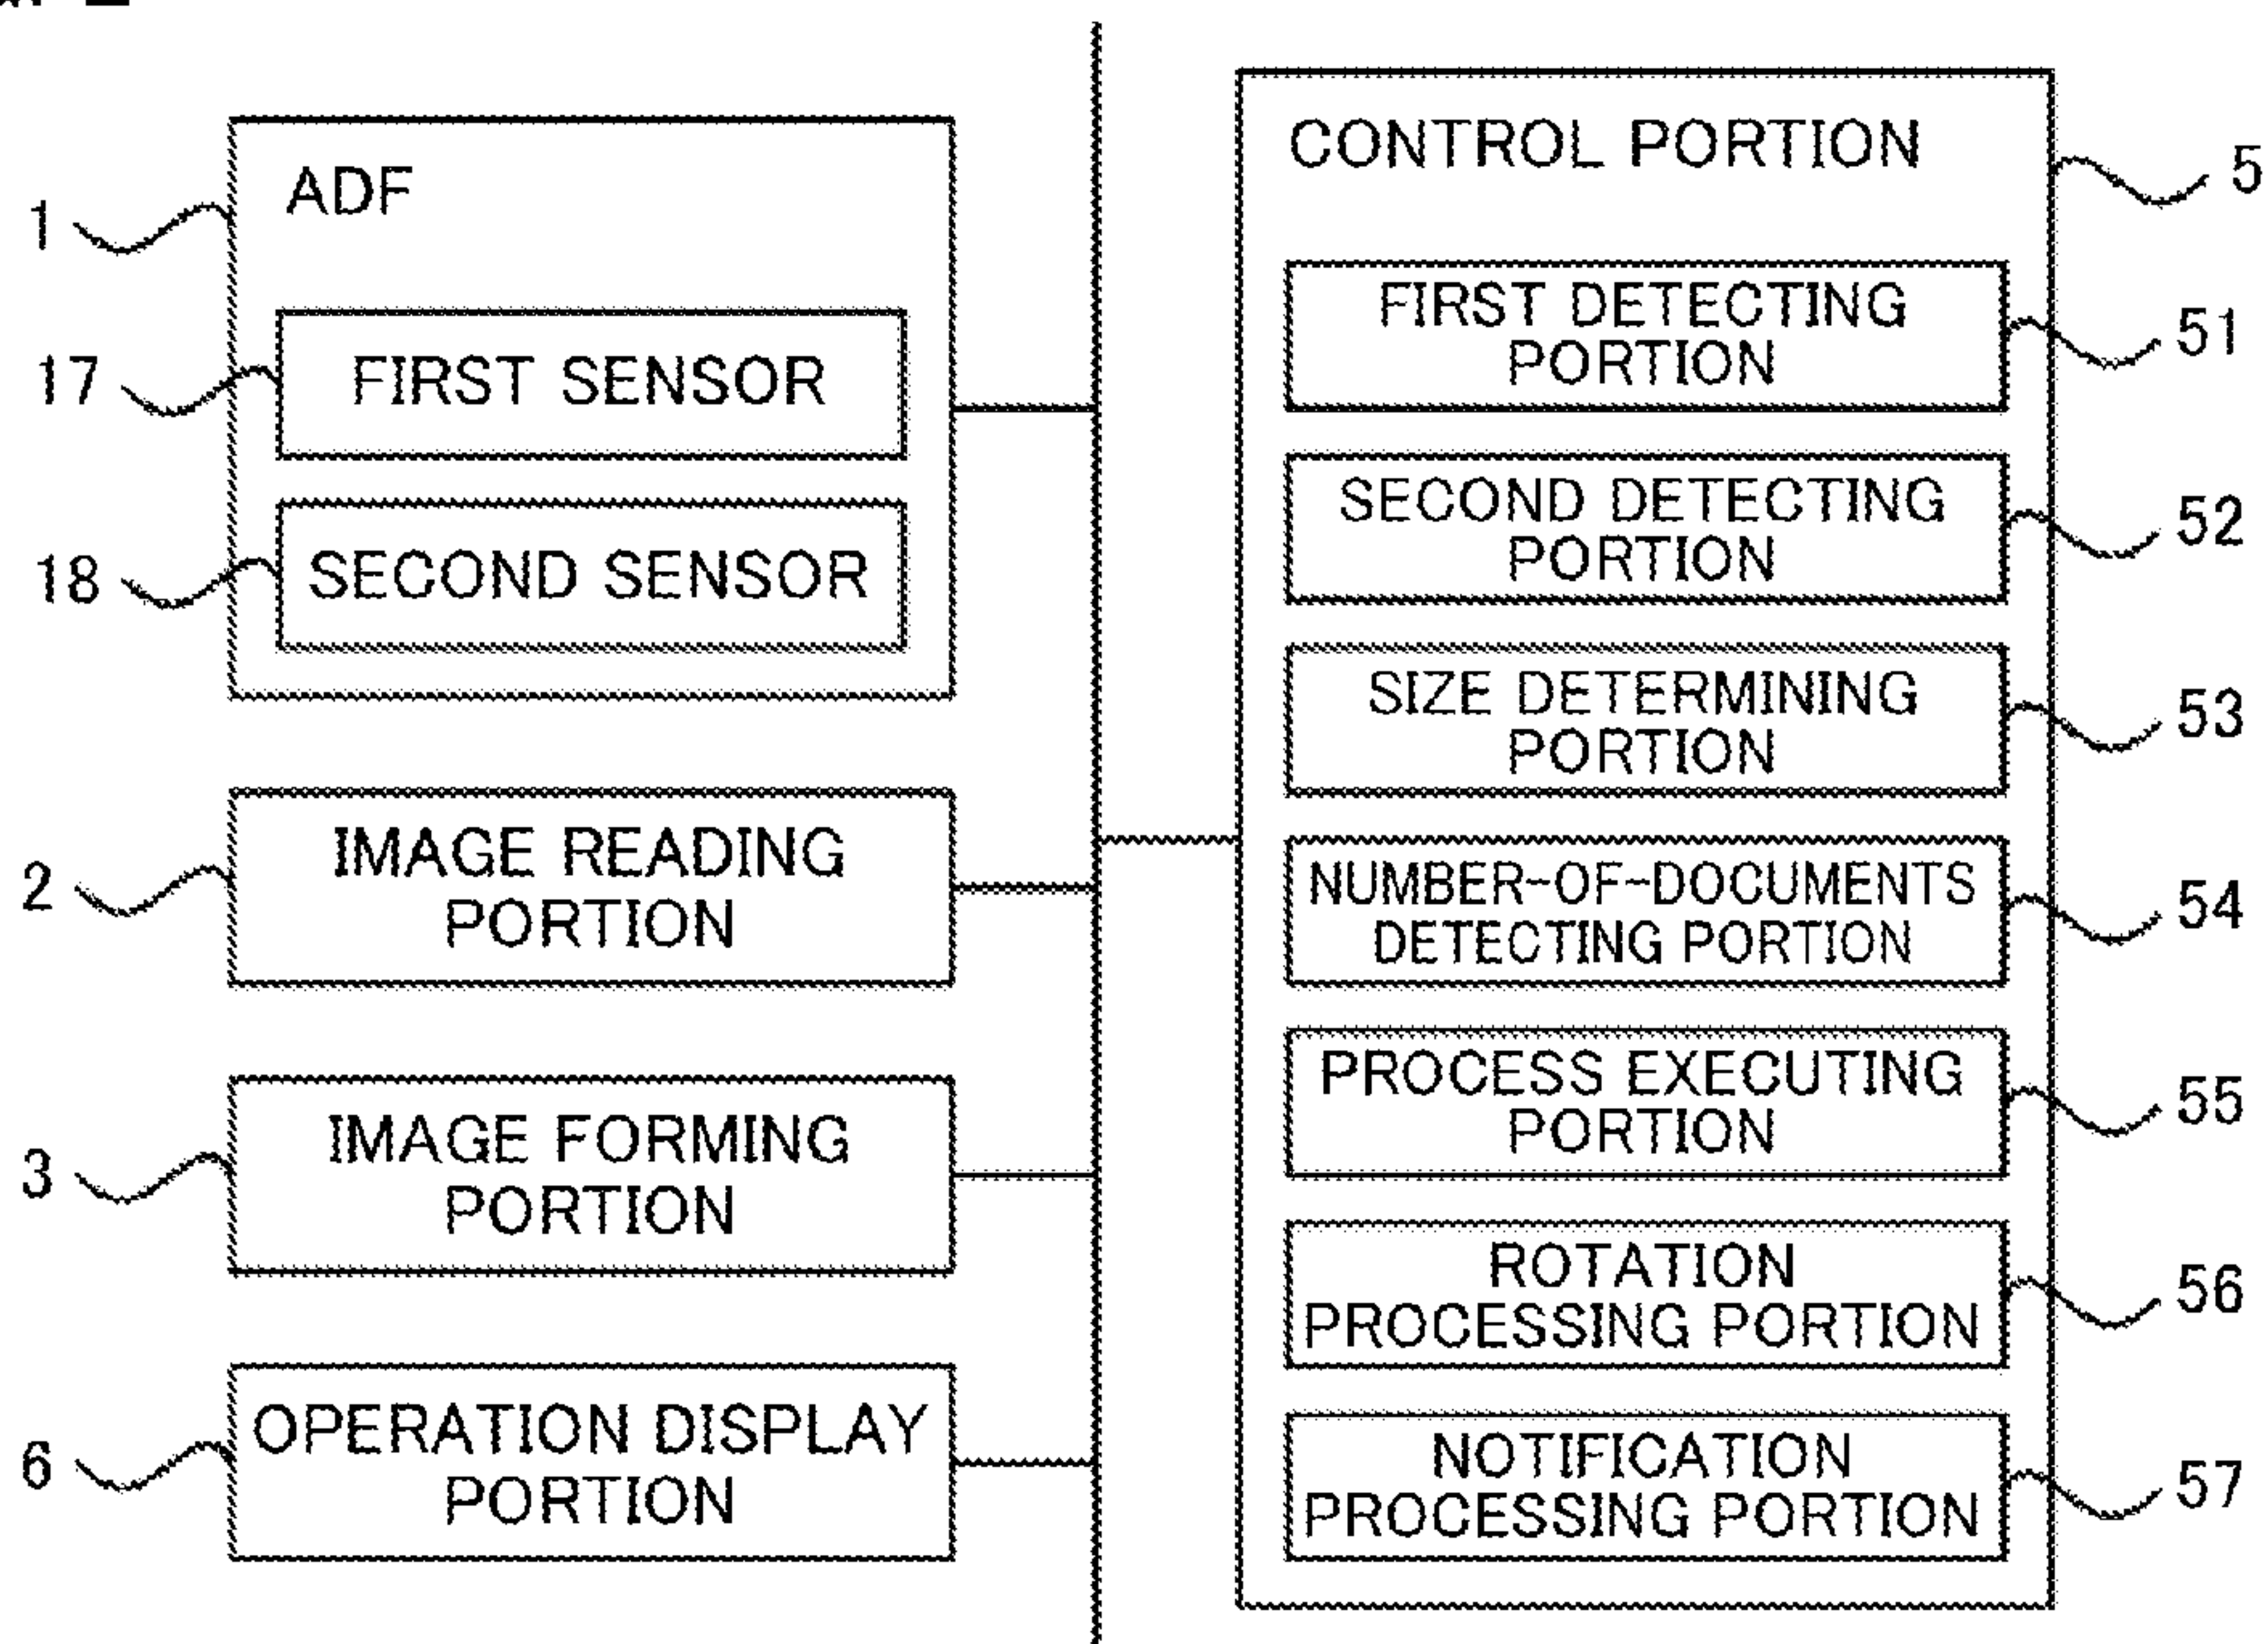 ADF
1
FIRST SENSOR
17
SECOND SENSOR
18
IMAGE READING
PORTION
2
IMAGE FORMING
PORTION
3
OPERATION DISPLAY
PORTION
6
CONTROL PORTION
5
FIRST DETECTING
PORTION
51
SECOND DETECTING
PORTION
52
SIZE DETERMINING
PORTION
53
NUMBER-OF-DOCUMENTS
DETECTING PORTION
54
PROCESS EXECUTING
PORTION
55
ROTATION
PROCESSING PORTION
56
NOTIFICATION
PROCESSING PORTION
57